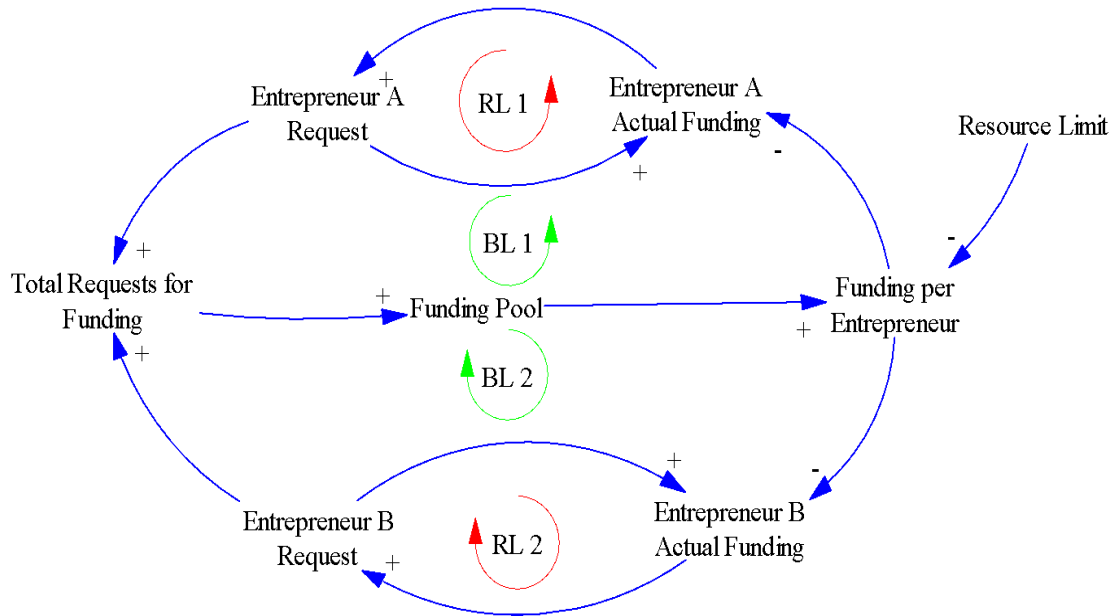 Entrepreneur A
Request
+
RL 1
Entrepreneur A
Actual Funding
+
-
Resource Limit
+
BL 1
-
Total Requests for
Funding
+
+
Funding Pool
+
Funding per
Entrepreneur
BL 2
+
-
Entrepreneur B
Request
+
RL 2
Entrepreneur B
Actual Funding